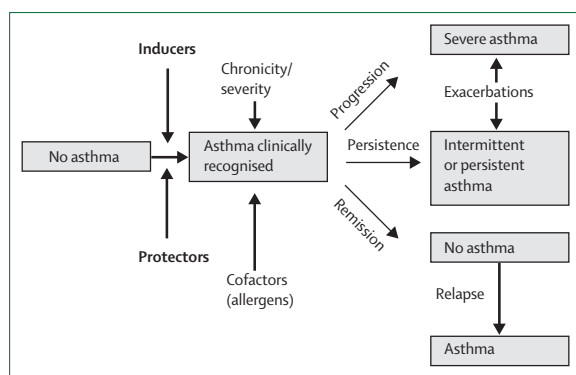 Inducers
Chronicity/
severity
No asthma
Asthma clinically
recognised
Protectors
Cofactors
(allergens)
Progression
Persistence
Remission
Severe asthma
Exacerbations
Intermittent
or persistent
asthma
No asthma
Relapse
Asthma